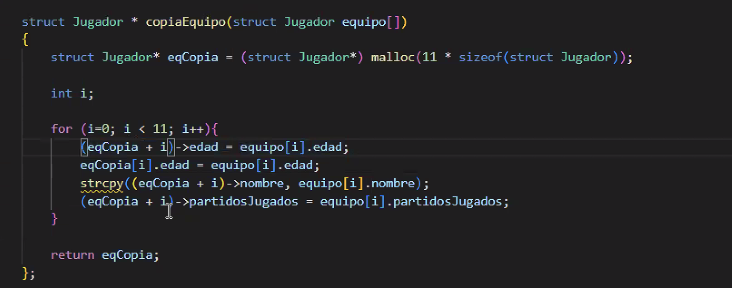 struct Jugador * copiaEquipo(struct Jugador equipo[])
{
    struct Jugador* eqCopia = (struct Jugador*) malloc(11 * sizeof(struct Jugador));

    int i;

    for (i=0; i < 11; i++){
        (eqCopia + i)->edad = equipo[i].edad;
        eqCopia[i].edad = equipo[i].edad;
        strcpy((eqCopia + i)->nombre, equipo[i].nombre);
        (eqCopia + i)->partidosJugados = equipo[i].partidosJugados;
    }

    return eqCopia;
};